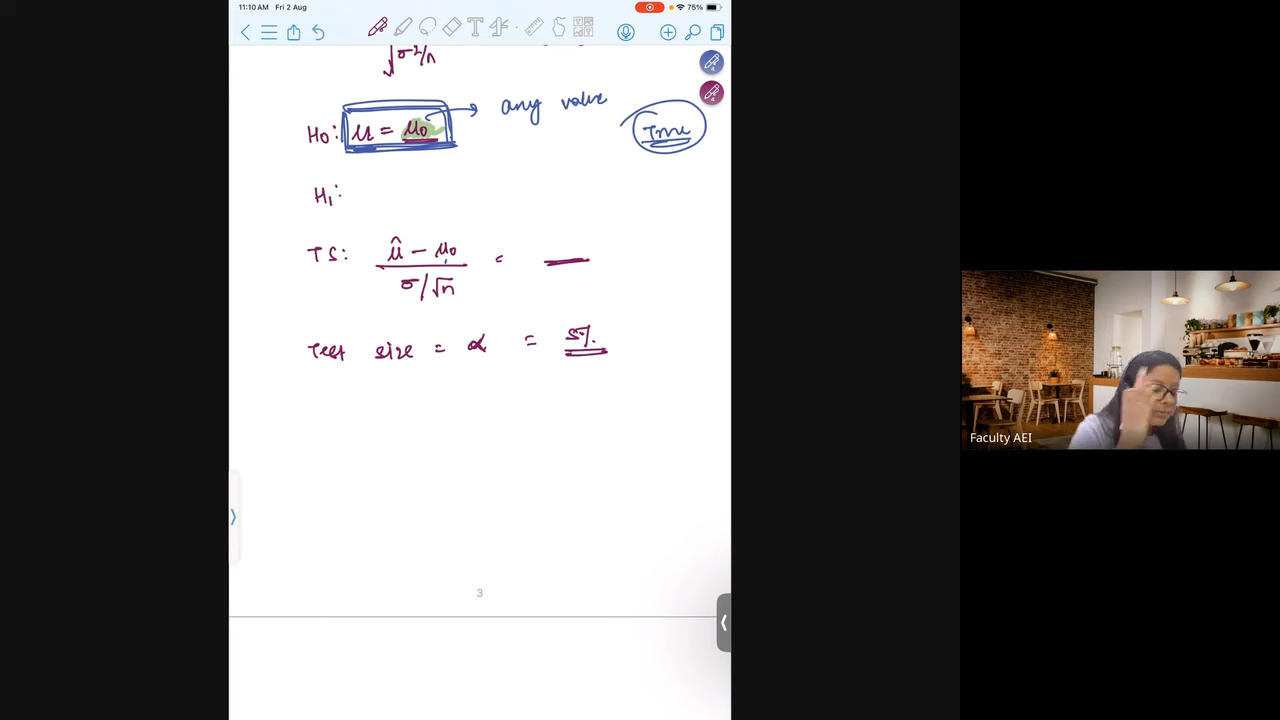 11:10 AM Fri 2 Aug
75%
√σ²/n
H0: μ = μ0 → any value
True
H1:
TS: μ̂ - μ0 / σ/√n =
Test size = α = 5%.
Faculty AEI
3